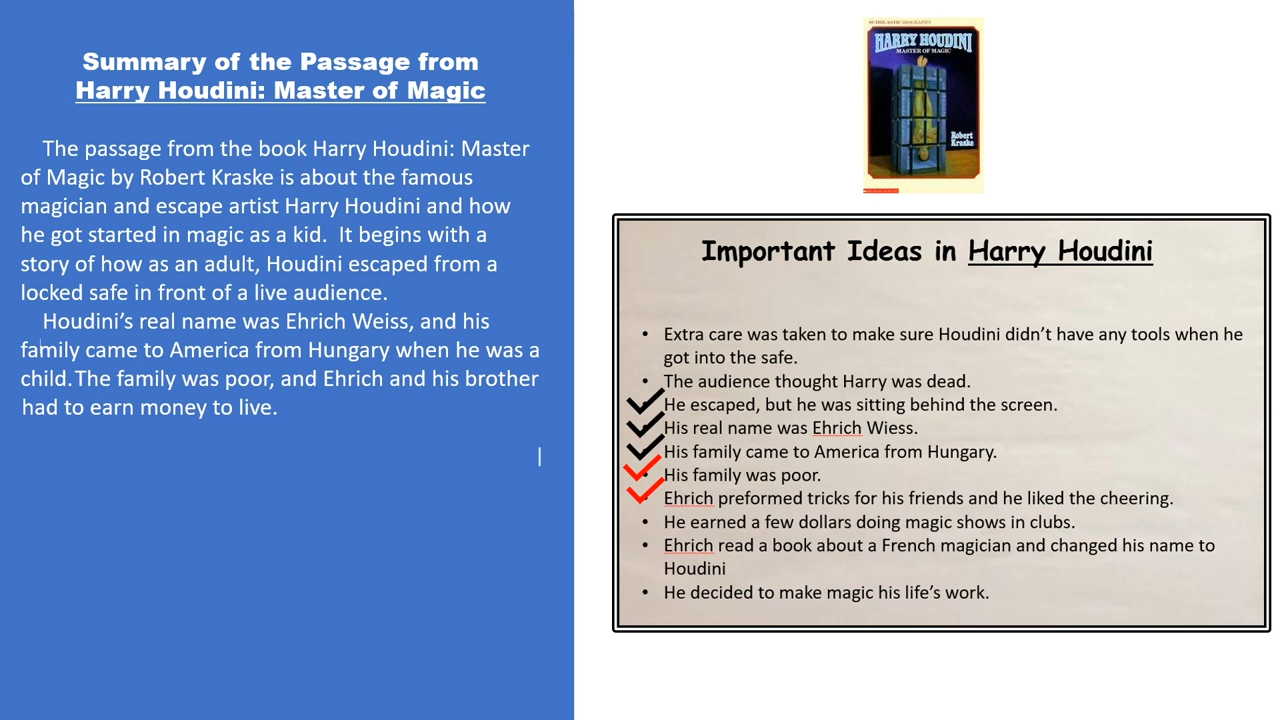 Summary of the Passage from
Harry Houdini: Master of Magic
The passage from the book Harry Houdini: Master
of Magic by Robert Kraske is about the famous
magician and escape artist Harry Houdini and how
he got started in magic as a kid.  It begins with a
story of how as an adult, Houdini escaped from a
locked safe in front of a live audience.
Houdini’s real name was Ehrich Weiss, and his
family came to America from Hungary when he was a
child. The family was poor, and Ehrich and his brother
had to earn money to live.
SCHOLASTIC BIOGRAPHY
HARRY HOUDINI
MASTER OF MAGIC
Robert
Kraske
Important Ideas in Harry Houdini
• Extra care was taken to make sure Houdini didn’t have any tools when he
got into the safe.
• The audience thought Harry was dead.
• He escaped, but he was sitting behind the screen.
• His real name was Ehrich Wiess.
• His family came to America from Hungary.
• His family was poor.
• Ehrich preformed tricks for his friends and he liked the cheering.
• He earned a few dollars doing magic shows in clubs.
• Ehrich read a book about a French magician and changed his name to
Houdini
• He decided to make magic his life’s work.